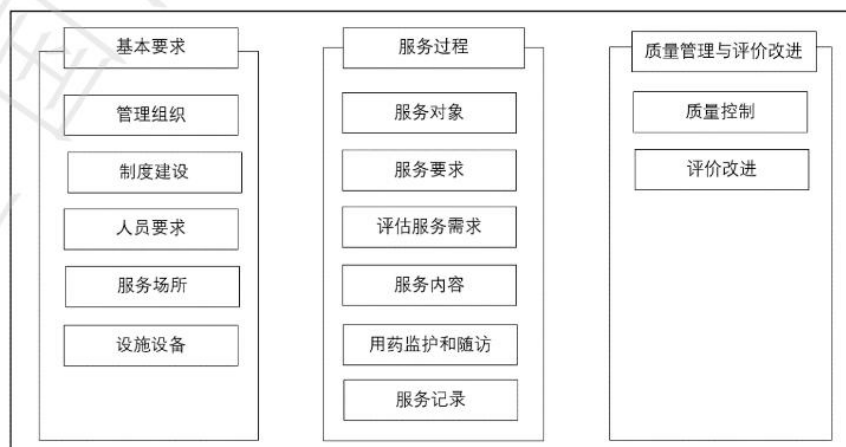 基本要求
管理组织
制度建设
人员要求
服务场所
设施设备
服务过程
服务对象
服务要求
评估服务需求
服务内容
用药监护和随访
服务记录
质量管理与评价改进
质量控制
评价改进